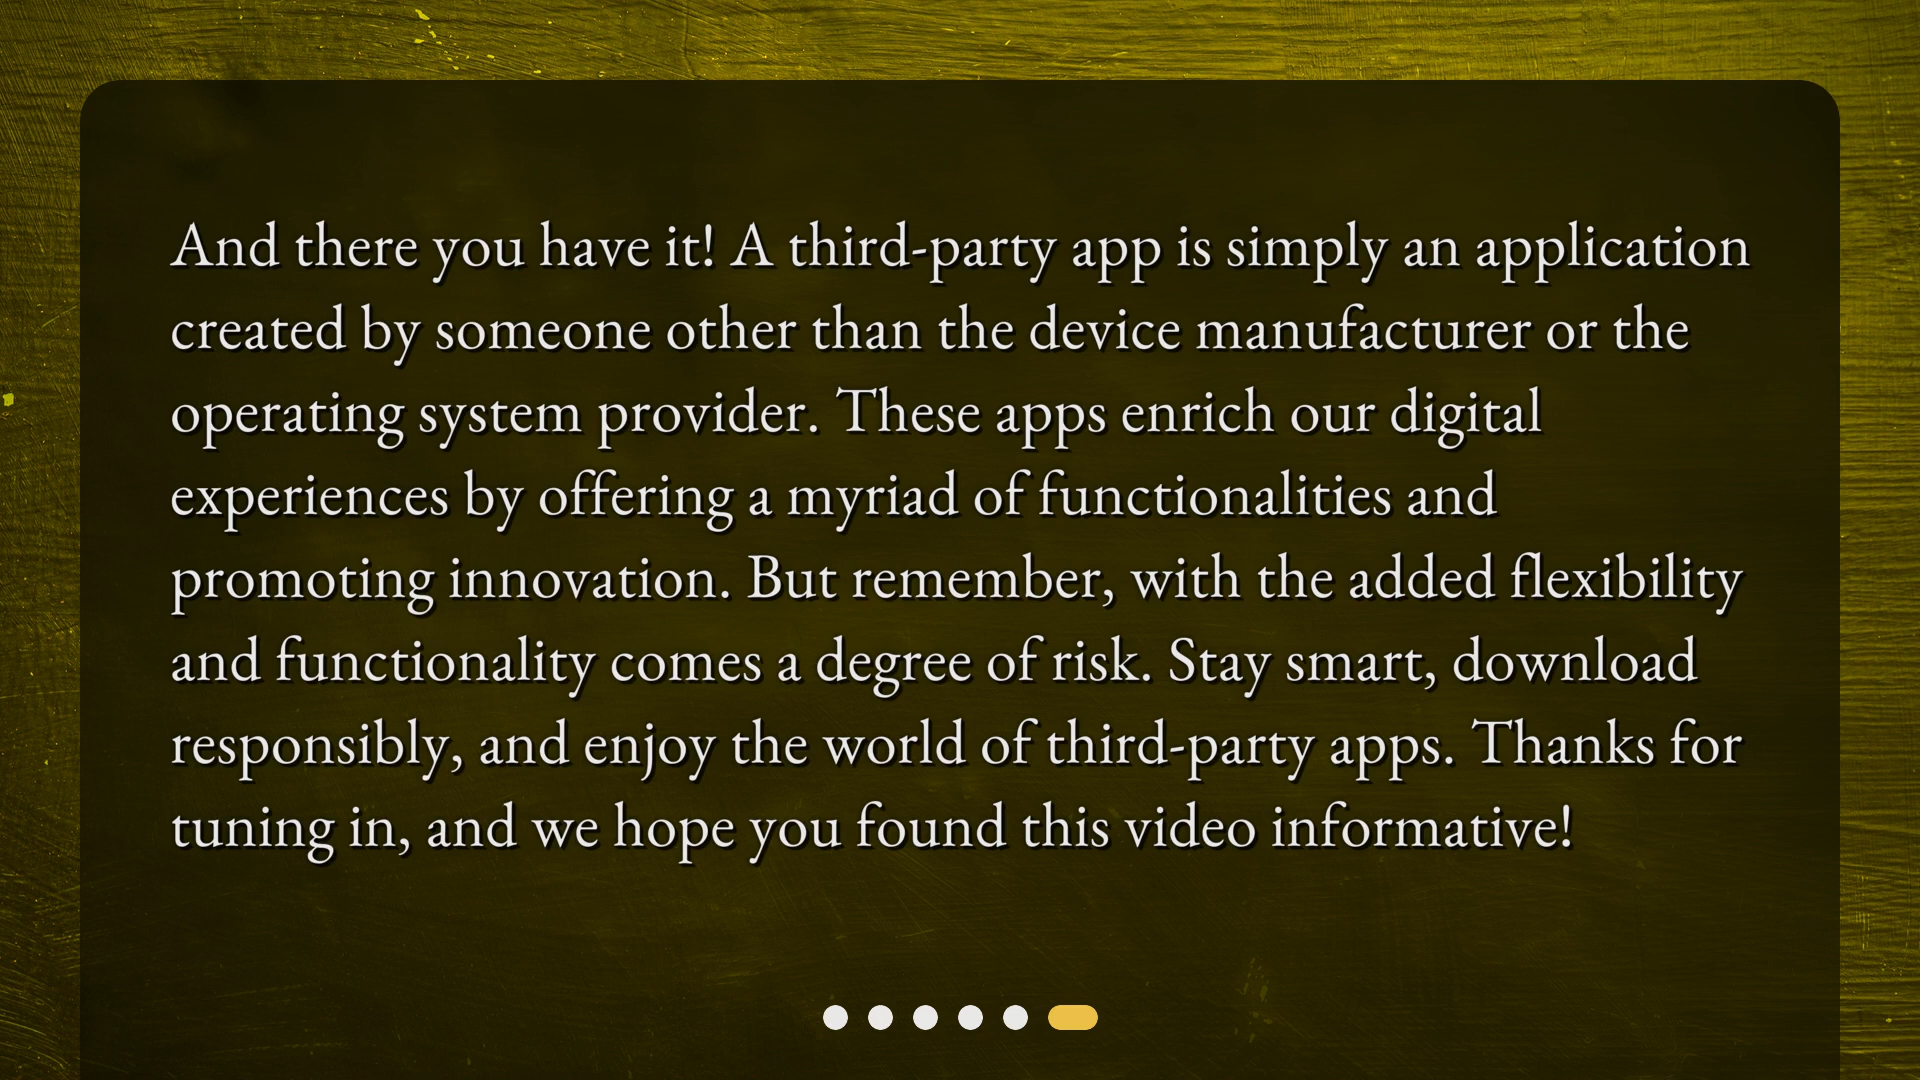 And there you have it! A third-party app is simply an application
created by someone other than the device manufacturer or the
operating system provider. These apps enrich our digital
experiences by offering a myriad of functionalities and
promoting innovation. But remember, with the added flexibility
and functionality comes a degree of risk. Stay smart, download
responsibly, and enjoy the world of third-party apps. Thanks for
tuning in, and we hope you found this video informative!